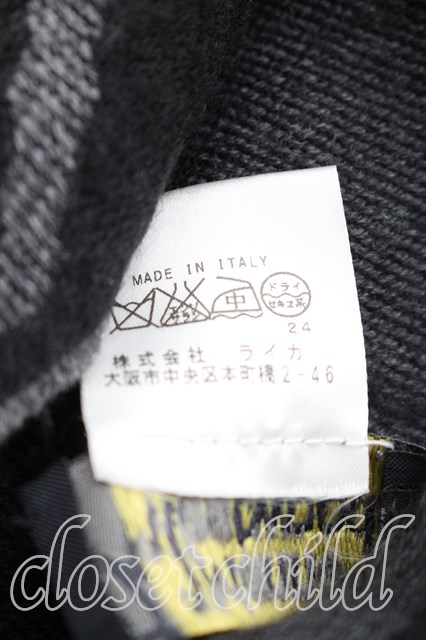 MADE IN ITALY
中
ドライ
セキユ系
24
株式会社 ライカ
大阪市中央区本町橋2-46
closetchild